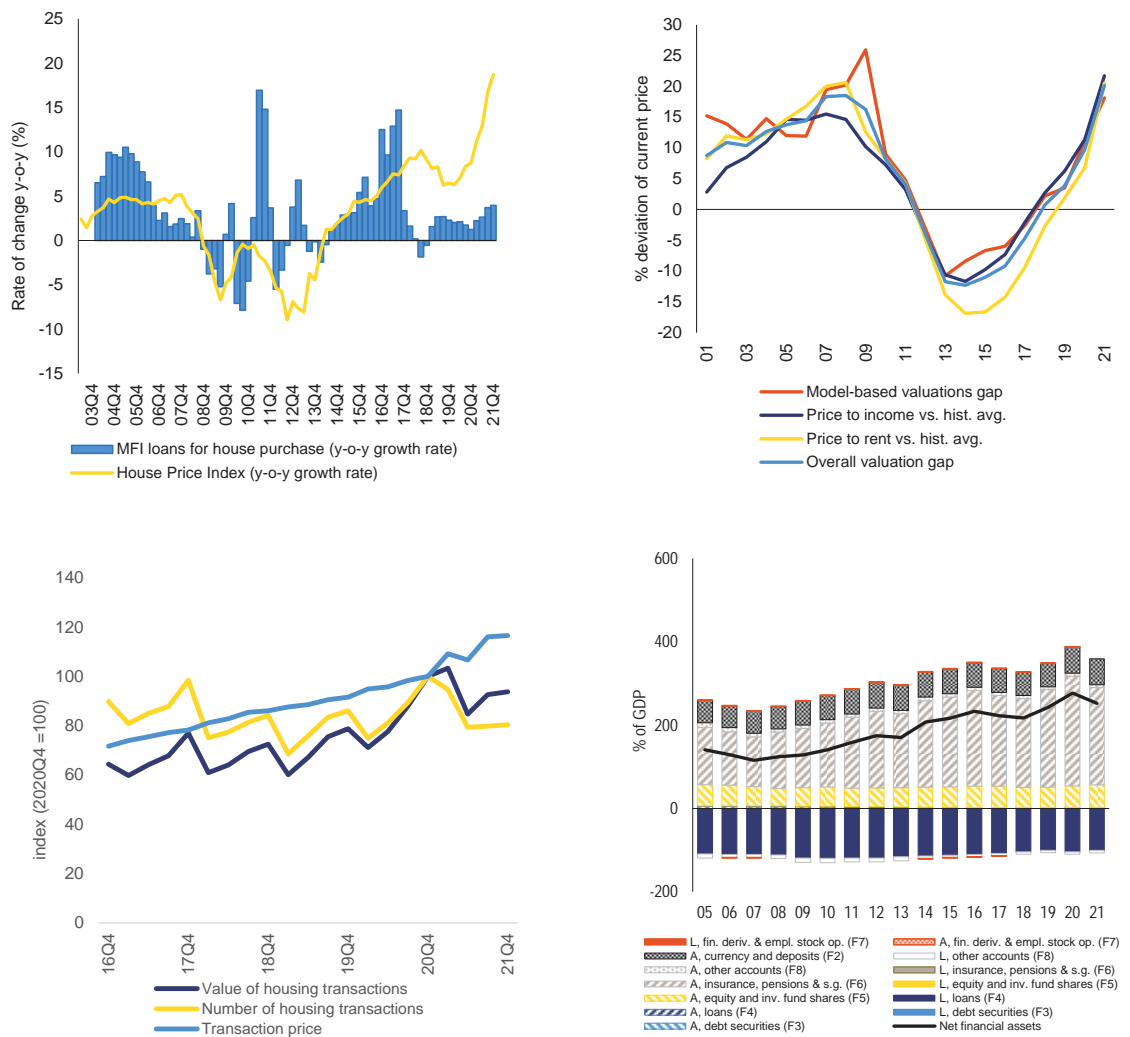 25
20
15
10
5
0
-5
-10
-15
Rate of change y-o-y (%)
03Q4
04Q4
05Q4
06Q4
07Q4
08Q4
09Q4
10Q4
11Q4
12Q4
13Q4
14Q4
15Q4
16Q4
17Q4
18Q4
19Q4
20Q4
21Q4
MFI loans for house purchase (y-o-y growth rate)
House Price Index (y-o-y growth rate)
30
25
20
15
10
5
0
-5
-10
-15
-20
% deviation of current price
01
03
05
07
09
11
13
15
17
19
21
Model-based valuations gap
Price to income vs. hist. avg.
Price to rent vs. hist. avg.
Overall valuation gap
140
120
100
80
60
40
20
0
index (2020Q4 =100)
16Q4
17Q4
18Q4
19Q4
20Q4
21Q4
Value of housing transactions
Number of housing transactions
Transaction price
600
400
200
0
-200
% of GDP
05 06 07 08 09 10 11 12 13 14 15 16 17 18 19 20 21
L, fin. deriv. & empl. stock op. (F7)
A, currency and deposits (F2)
A, other accounts (F8)
A, insurance, pensions & s.g. (F6)
A, equity and inv. fund shares (F5)
A, loans (F4)
A, debt securities (F3)
A, fin. deriv. & empl. stock op. (F7)
L, other accounts (F8)
L, insurance, pensions & s.g. (F6)
L, equity and inv. fund shares (F5)
L, loans (F4)
L, debt securities (F3)
Net financial assets